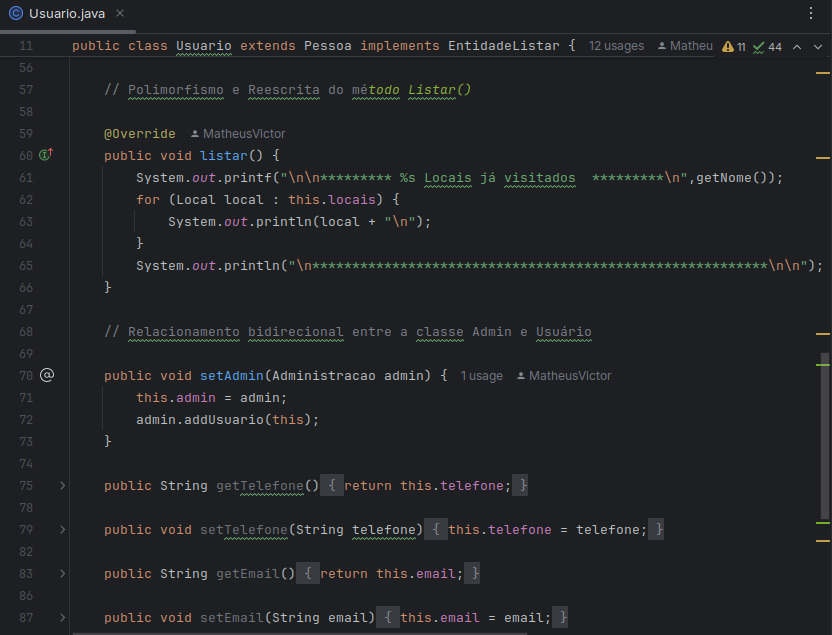 Usuario.java
11 public class Usuario extends Pessoa implements EntidadeListar { 12 usages Matheu 11 44
56
57 // Polimorfismo e Reescrita do método Listar()
58
59 @Override MatheusVictor
60 public void listar() {
61 System.out.printf("\n\n********* %s Locais já visitados  *********\n",getNome());
62 for (Local local : this.locais) {
63 System.out.println(local + "\n");
64 }
65 System.out.println("\n*********************************************************\n\n");
66 }
67
68 // Relacionamento bidirecional entre a classe Admin e Usuário
69
70 public void setAdmin(Administracao admin) { 1 usage MatheusVictor
71 this.admin = admin;
72 admin.addUsuario(this);
73 }
74
75 public String getTelefone() { return this.telefone; }
78
79 public void setTelefone(String telefone) { this.telefone = telefone; }
82
83 public String getEmail() { return this.email; }
86
87 public void setEmail(String email) { this.email = email; }